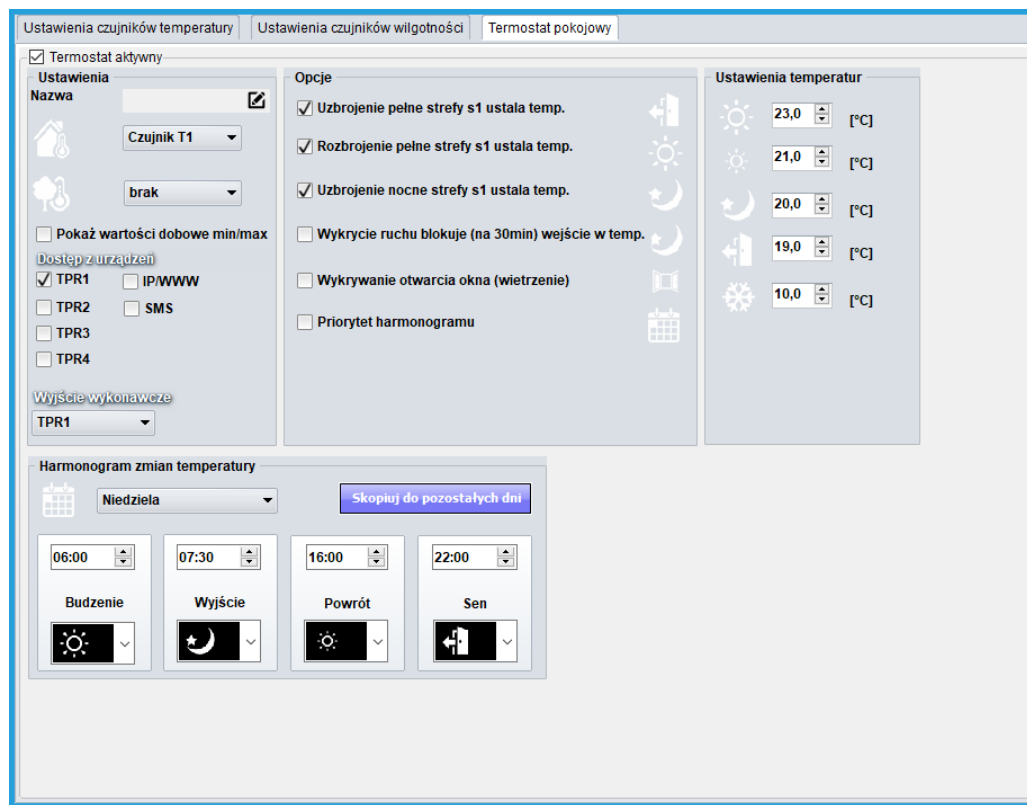 Ustawienia czujników temperatury Ustawienia czujników wilgotności Termostat pokojowy
Termostat aktywny
Ustawienia
Nazwa
Czujnik T1
brak
Pokaż wartości dobowe min/max
Dostęp z urządzeń
TPR1 IP/WWW
TPR2 SMS
TPR3
TPR4
Wyjście wykonawcze
TPR1
Opcje
Uzbrojenie pełne strefy s1 ustala temp.
Rozbrojenie pełne strefy s1 ustala temp.
Uzbrojenie nocne strefy s1 ustala temp.
Wykrycie ruchu blokuje (na 30min) wejście w temp.
Wykrywanie otwarcia okna (wietrzenie)
Priorytet harmonogramu
Ustawienia temperatur
23,0 [°C]
21,0 [°C]
20,0 [°C]
19,0 [°C]
10,0 [°C]
Harmonogram zmian temperatury
Niedziela Skopiuj do pozostałych dni
06:00 07:30 16:00 22:00
Budzenie Wyjście Powrót Sen